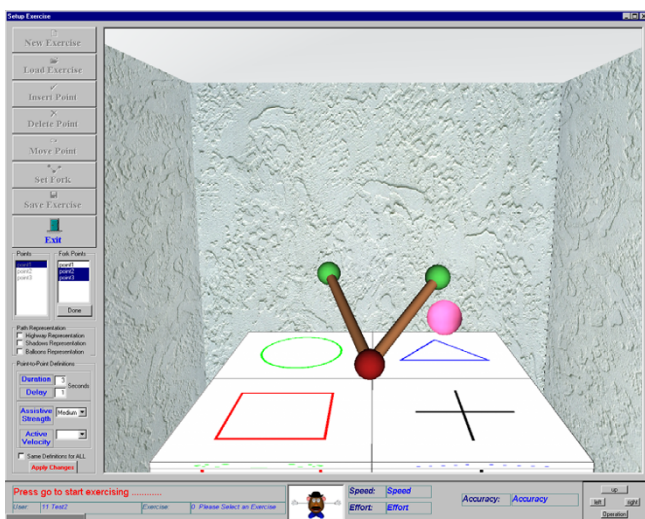 Setup Exercise
New Exercise
Load Exercise
Insert Point
Delete Point
Move Point
Set Fork
Save Exercise
Exit
Points
Fork Points
point1
point2
point3
point1
point2
point3
Done
Path Representation
Highway Representation
Shadows Representation
Balloons Representation
Point-to-Point Definitions
Duration
Seconds
Delay 1
Assistive Strength Medium
Active Velocity
Same Definitions for ALL
Apply Changes
Press go to start exercising ............
User: 11 Test2 Exercise: 0 Please Select an Exercise
Speed: Speed
Effort: Effort
Accuracy: Accuracy
up
left right
Operation